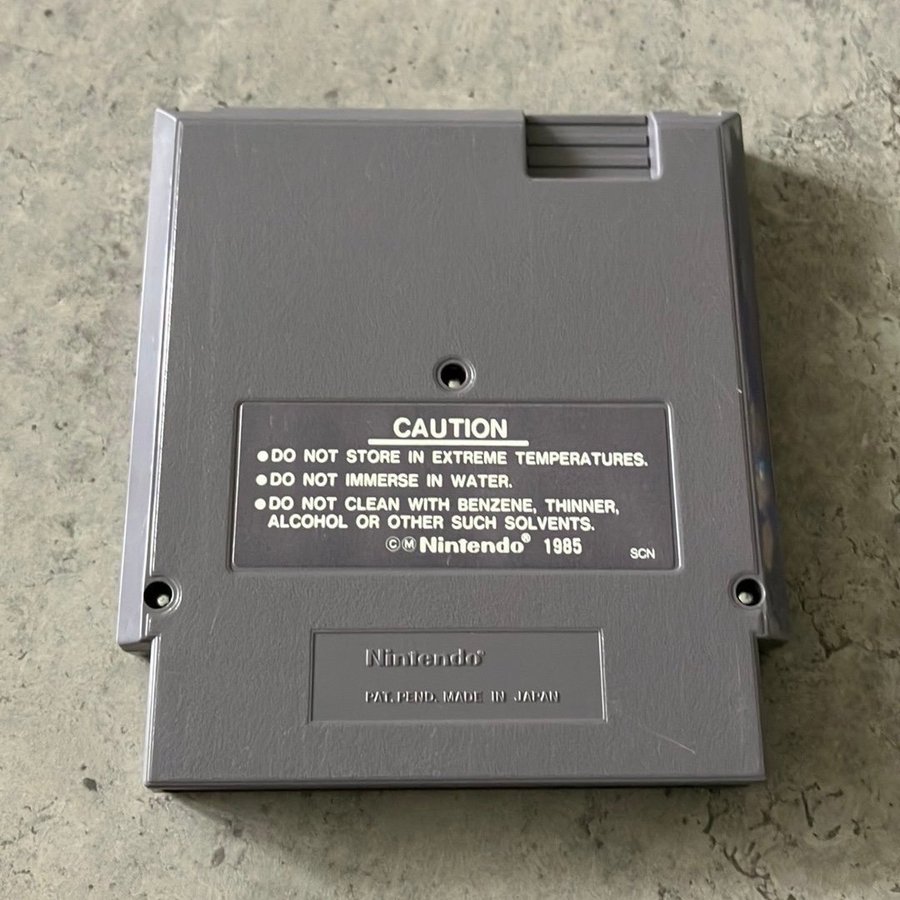 CAUTION
●DO NOT STORE IN EXTREME TEMPERATURES.
●DO NOT IMMERSE IN WATER.
●DO NOT CLEAN WITH BENZENE, THINNER,
ALCOHOL OR OTHER SUCH SOLVENTS.
ⒸⓂ Nintendo® 1985 SCN
Nintendo®
PAT. PEND. MADE IN JAPAN